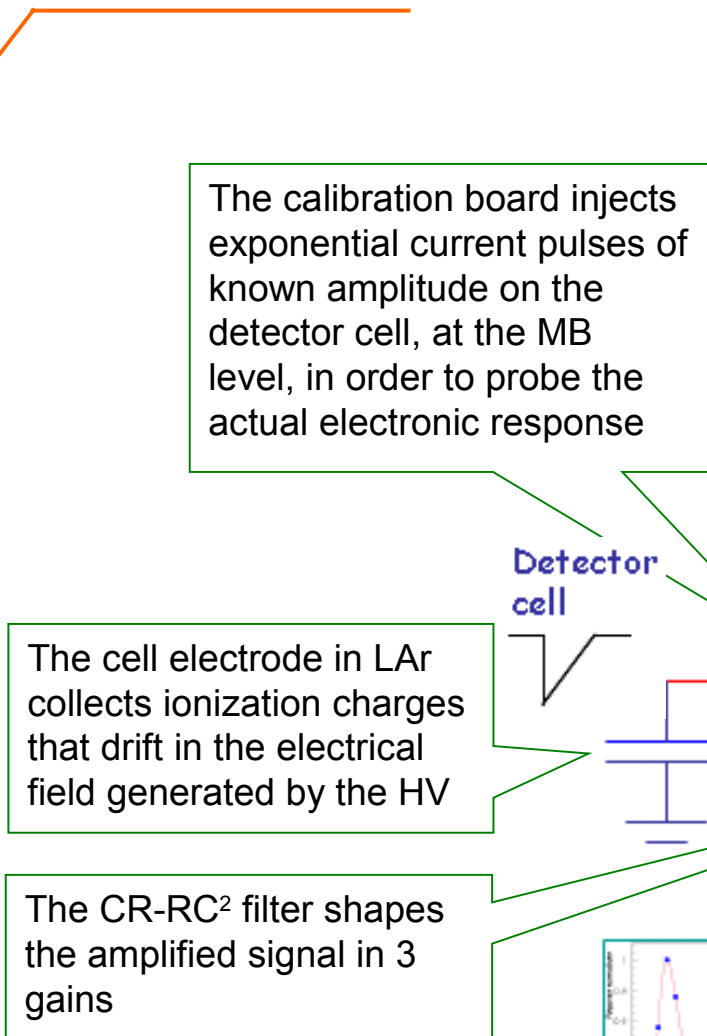 The calibration board injects
exponential current pulses of
known amplitude on the
detector cell, at the MB
level, in order to probe the
actual electronic response
Detector
cell
The cell electrode in LAr
collects ionization charges
that drift in the electrical
field generated by the HV
The CR-RC² filter shapes
the amplified signal in 3
gains